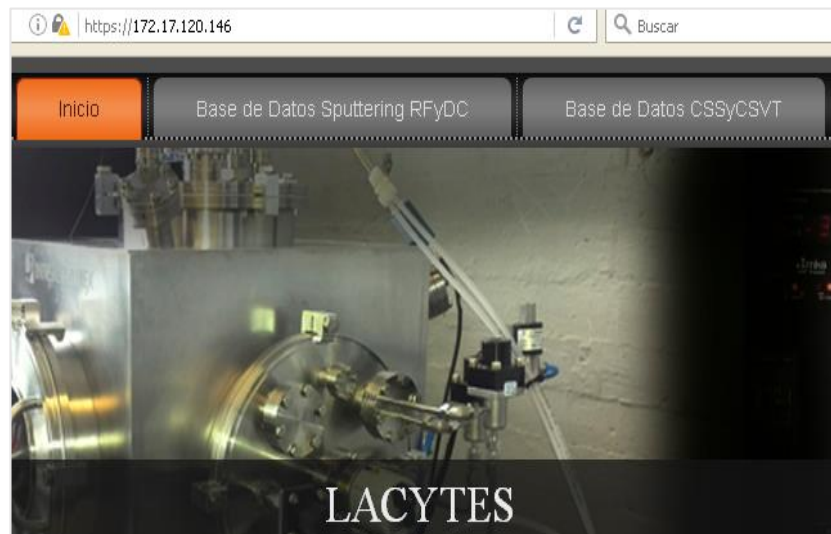 https://172.17.120.146
Buscar
Inicio
Base de Datos Sputtering RFyDC
Base de Datos CSSyCSVT
LACYTES